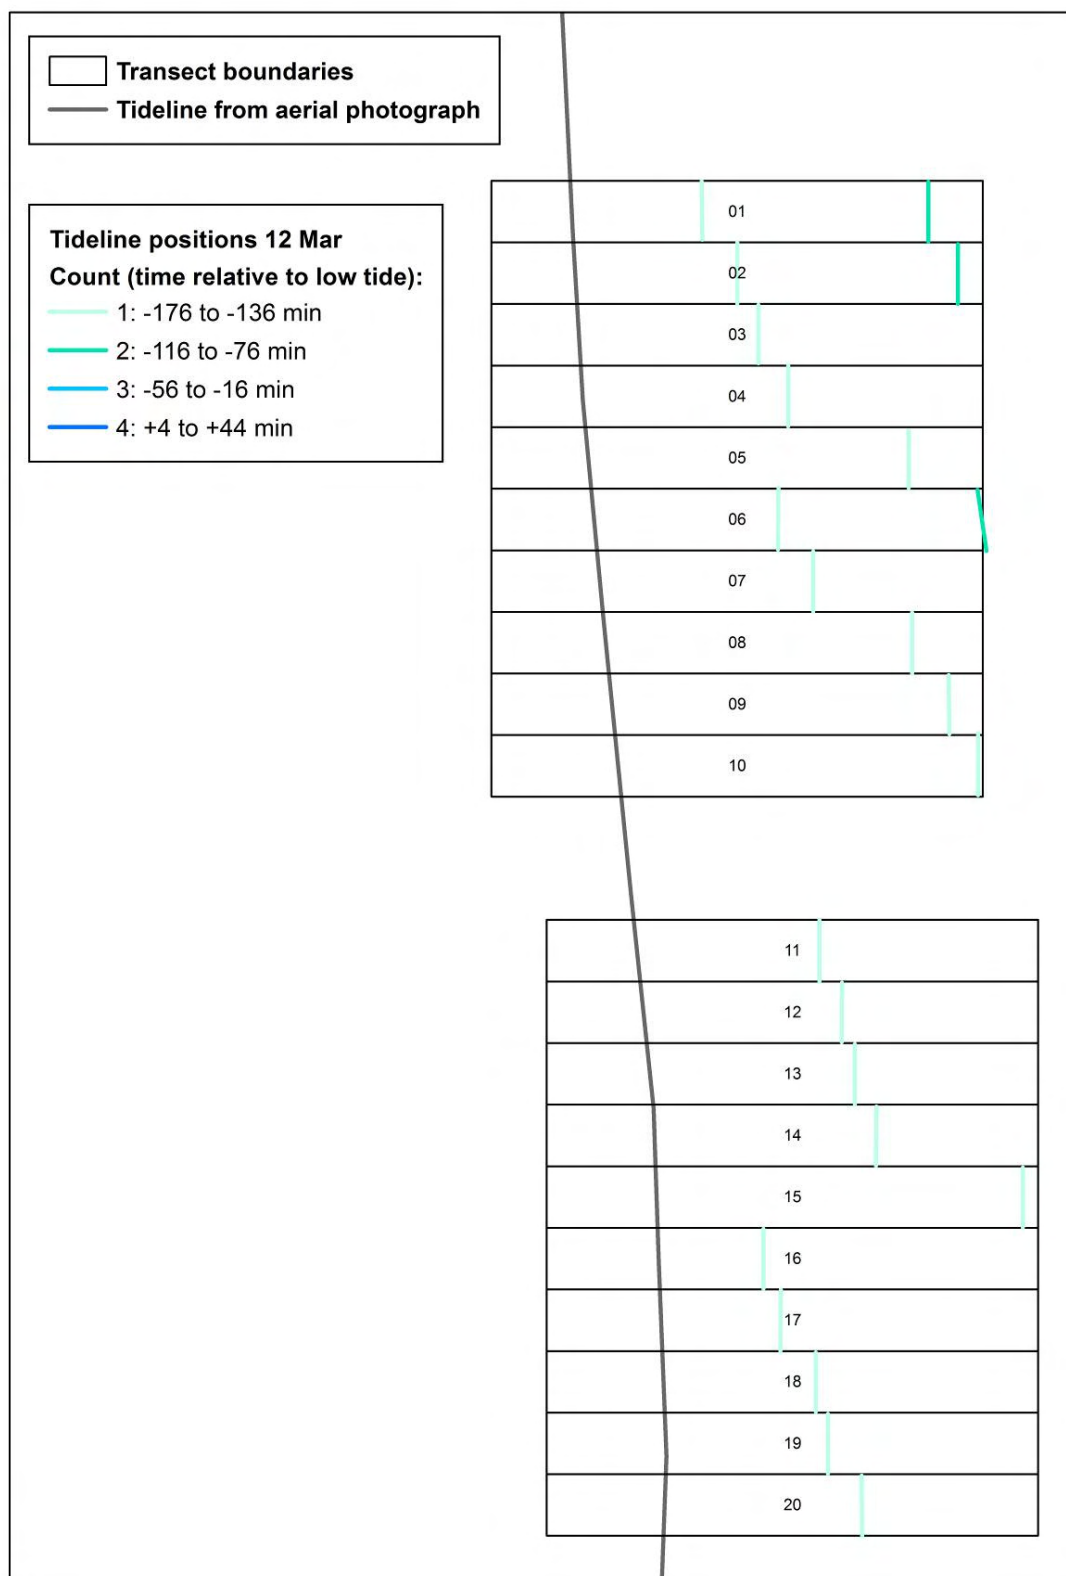 Transect boundaries
Tideline from aerial photograph
Tideline positions 12 Mar
Count (time relative to low tide):
1: -176 to -136 min
2: -116 to -76 min
3: -56 to -16 min
4: +4 to +44 min
01
02
03
04
05
06
07
08
09
10
11
12
13
14
15
16
17
18
19
20